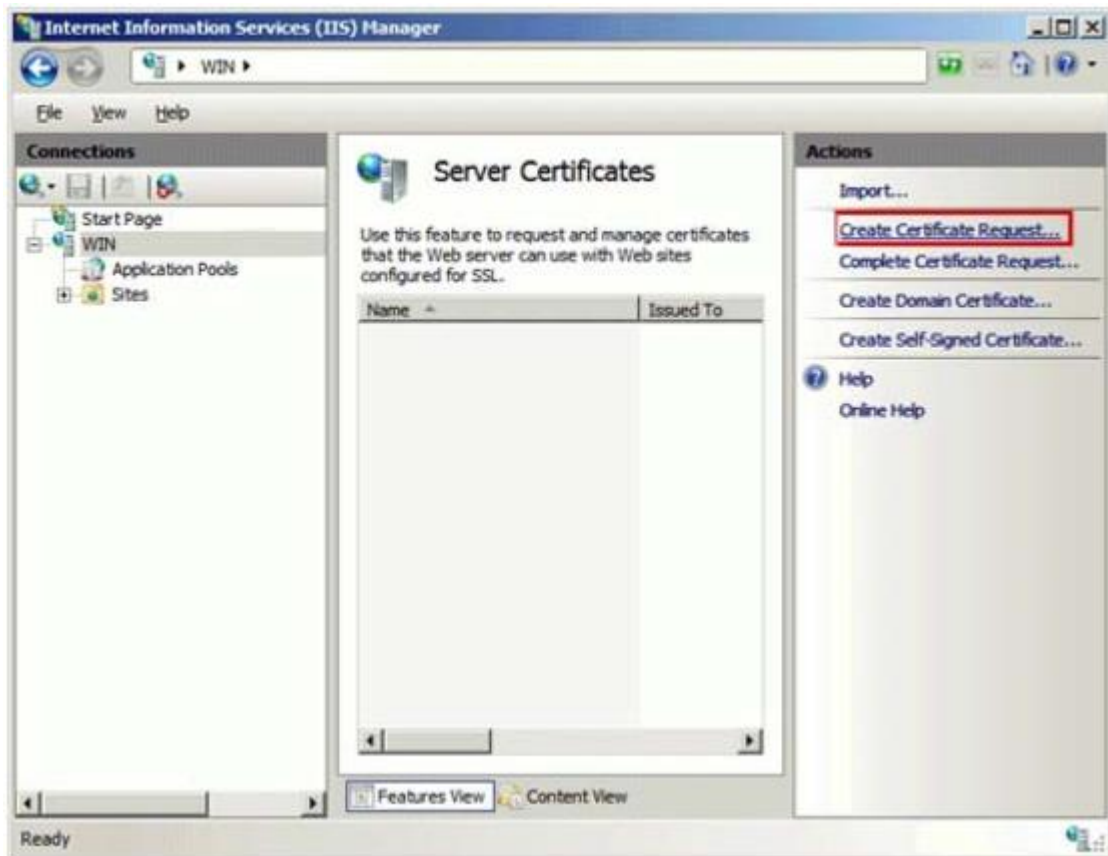 Internet Information Services (IIS) Manager
WIN
File View Help
Connections
Start Page
WIN
Application Pools
Sites
Server Certificates
Use this feature to request and manage certificates
that the Web server can use with Web sites
configured for SSL.
Name Issued To
Features View Content View
Actions
Import...
Create Certificate Request...
Complete Certificate Request...
Create Domain Certificate...
Create Self-Signed Certificate...
Help
Online Help
Ready